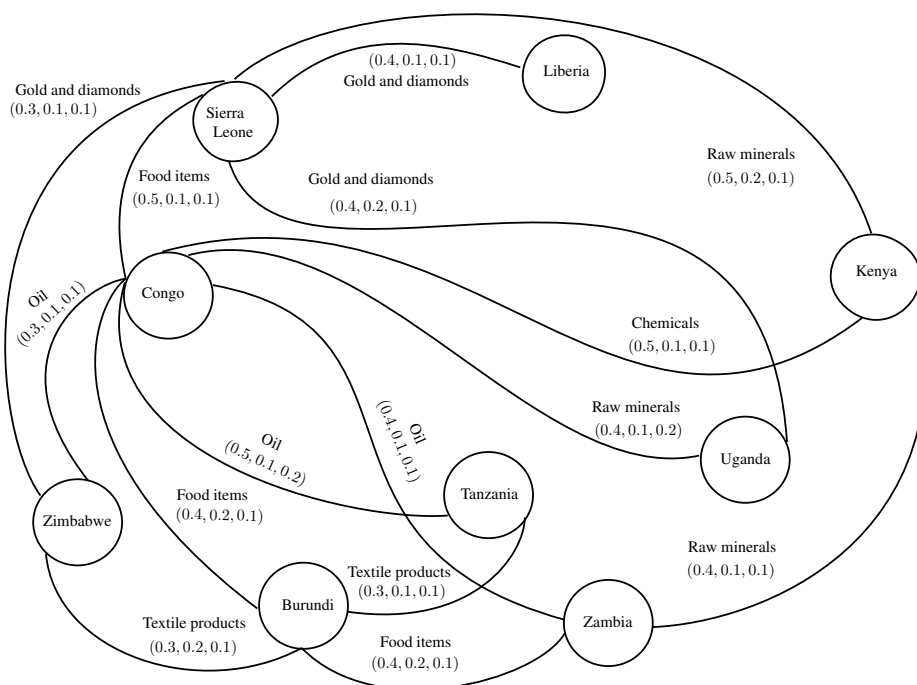 (0.4, 0.1, 0.1)
Gold and diamonds
Liberia
Gold and diamonds
(0.3, 0.1, 0.1)
Sierra
Leone
Raw minerals
(0.5, 0.2, 0.1)
Food items
(0.5, 0.1, 0.1)
Gold and diamonds
(0.4, 0.2, 0.1)
Kenya
Congo
Oil
(0.3, 0.1, 0.1)
Chemicals
(0.5, 0.1, 0.1)
Raw minerals
(0.4, 0.1, 0.2)
Oil
(0.4, 0.1, 0.1)
Oil
(0.5, 0.1, 0.2)
Uganda
Tanzania
Food items
(0.4, 0.2, 0.1)
Zimbabwe
Raw minerals
(0.4, 0.1, 0.1)
Textile products
(0.3, 0.1, 0.1)
Burundi
Zambia
Textile products
(0.3, 0.2, 0.1)
Food items
(0.4, 0.2, 0.1)